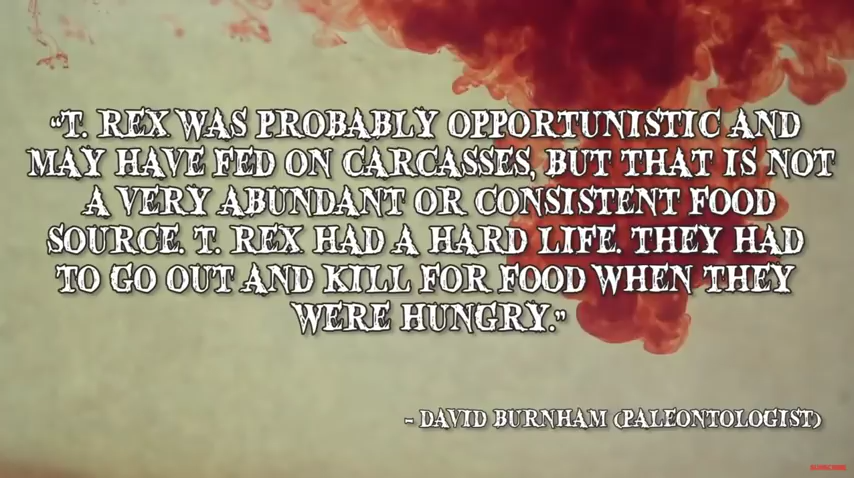 “T. REX WAS PROBABLY OPPORTUNISTIC AND
MAY HAVE FED ON CARCASSES, BUT THAT IS NOT
A VERY ABUNDANT OR CONSISTENT FOOD
SOURCE. T. REX HAD A HARD LIFE. THEY HAD
TO GO OUT AND KILL FOR FOOD WHEN THEY
WERE HUNGRY.”
- DAVID BURNHAM (PALEONTOLOGIST)